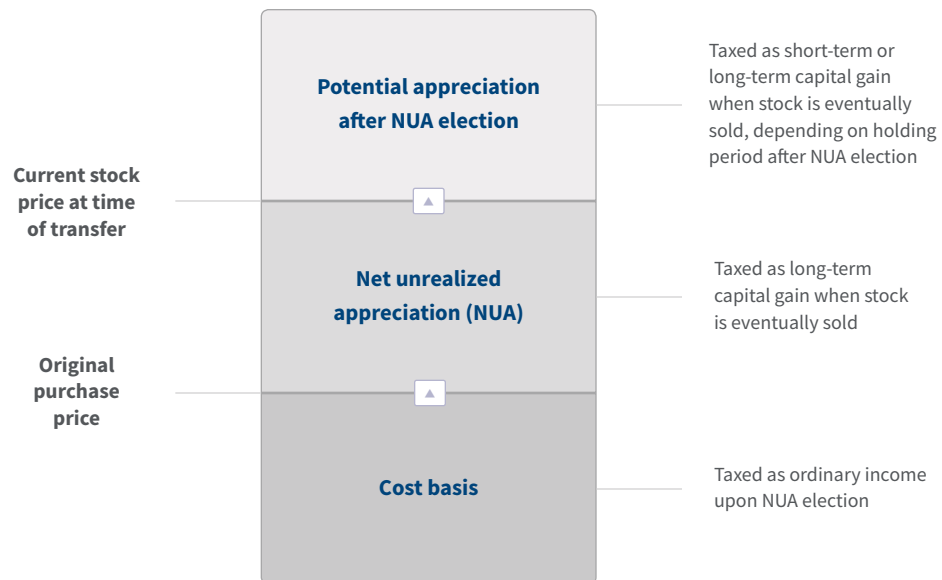 Potential appreciation
after NUA election
Taxed as short-term or
long-term capital gain
when stock is eventually
sold, depending on holding
period after NUA election
Current stock
price at time
of transfer
Net unrealized
appreciation (NUA)
Taxed as long-term
capital gain when stock
is eventually sold
Original
purchase
price
Cost basis
Taxed as ordinary income
upon NUA election